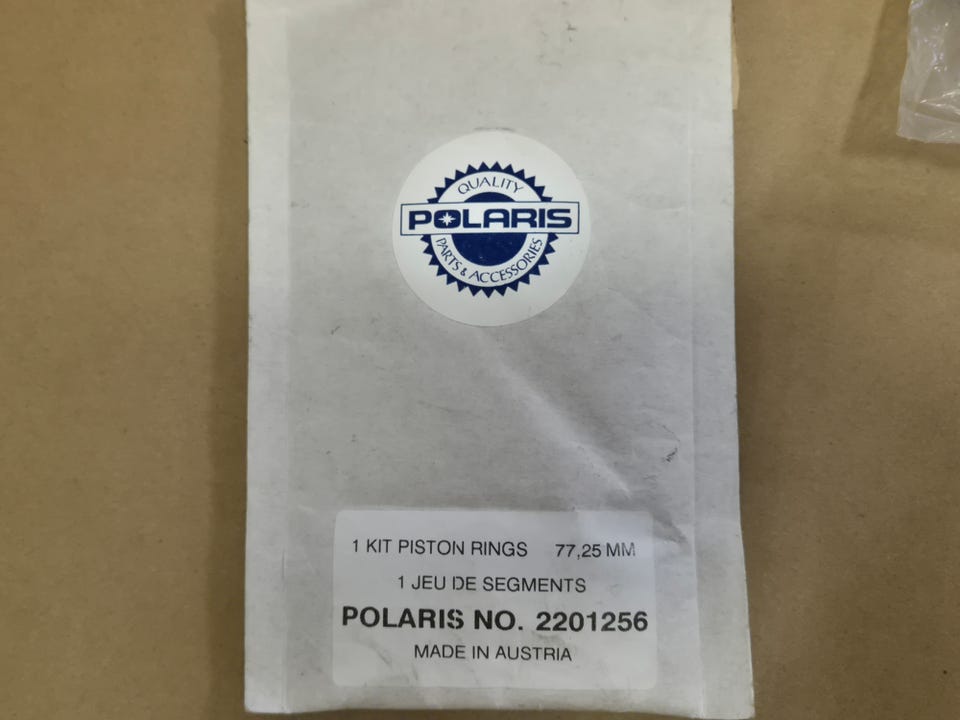 QUALITY
POLARIS
PARTS & ACCESSORIES
1 KIT PISTON RINGS 77,25 MM
1 JEU DE SEGMENTS
POLARIS NO. 2201256
MADE IN AUSTRIA